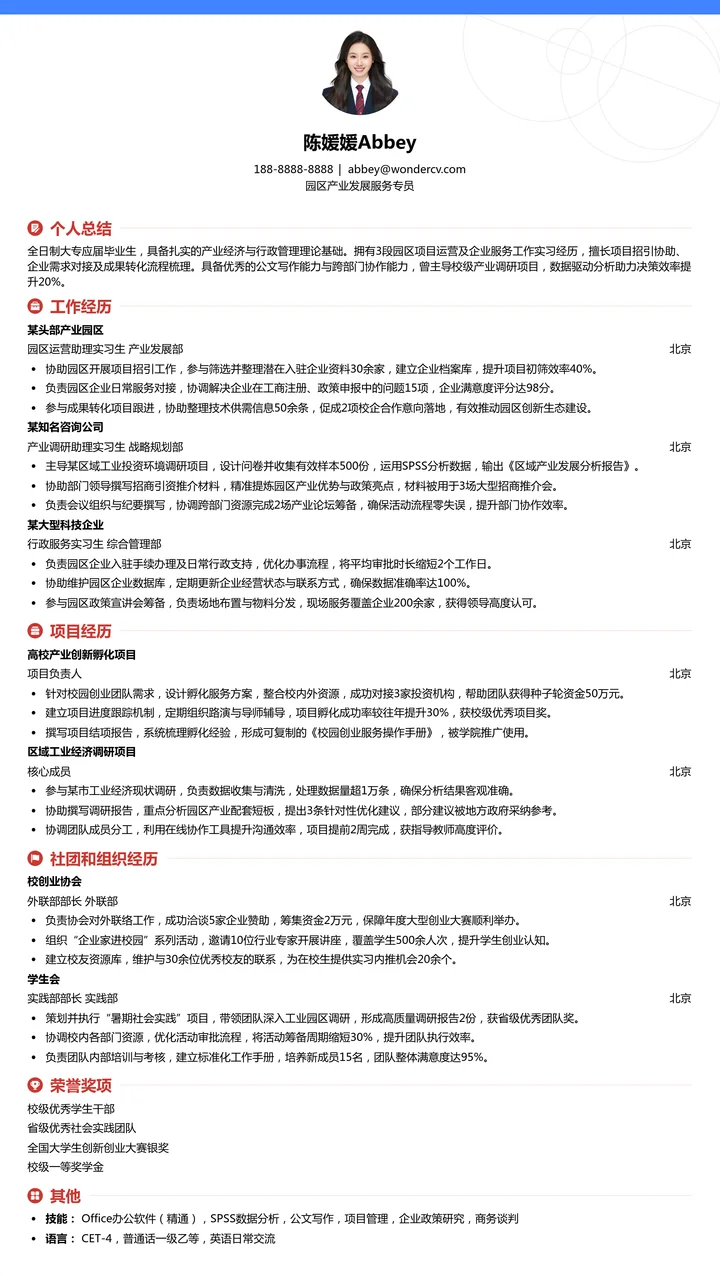 陈媛媛Abbey
188-8888-8888 | abbey@wondercv.com
园区产业发展服务专员
个人总结
全日制大专应届毕业生，具备扎实的产业经济与行政管理理论基础。拥有3段园区项目运营及企业服务工作实习经历，擅长项目招引协助、
企业需求对接及成果转化流程梳理。具备优秀的公文写作能力与跨部门协作能力，曾主导校级产业调研项目，数据驱动分析助力决策效率提
升20%。
工作经历
某头部产业园区
园区运营助理实习生 产业发展部 北京
• 协助园区开展项目招引工作，参与筛选并整理潜在入驻企业资料30余家，建立企业档案库，提升项目初筛效率40%。
• 负责园区企业日常服务对接，协调解决企业在工商注册、政策申报中的问题15项，企业满意度评分达98分。
• 参与成果转化项目跟进，协助整理技术供需信息50余条，促成2项校企合作意向落地，有效推动园区创新生态建设。
某知名咨询公司
产业调研助理实习生 战略规划部 北京
• 主导某区域工业投资环境调研项目，设计问卷并收集有效样本500份，运用SPSS分析数据，输出《区域产业发展分析报告》。
• 协助部门领导撰写招商引资推介材料，精准提炼园区产业优势与政策亮点，材料被用于3场大型招商推介会。
• 负责会议组织与纪要撰写，协调跨部门资源完成2场产业论坛筹备，确保活动流程零失误，提升部门协作效率。
某大型科技企业
行政服务实习生 综合管理部 北京
• 负责园区企业入驻手续办理及日常行政支持，优化办事流程，将平均审批时长缩短2个工作日。
• 协助维护园区企业数据库，定期更新企业经营状态与联系方式，确保数据准确率达100%。
• 参与园区政策宣讲会筹备，负责场地布置与物料分发，现场服务覆盖企业200余家，获得领导高度认可。
项目经历
高校产业创新孵化项目
项目负责人 北京
• 针对校园创业团队需求，设计孵化服务方案，整合校内外资源，成功对接3家投资机构，帮助团队获得种子轮资金50万元。
• 建立项目进度跟踪机制，定期组织路演与导师辅导，项目孵化成功率较往年提升30%，获校级优秀项目奖。
• 撰写项目结项报告，系统梳理孵化经验，形成可复制的《校园创业服务操作手册》，被学院推广使用。
区域工业经济调研项目
核心成员 北京
• 参与某市工业经济现状调研，负责数据收集与清洗，处理数据量超1万条，确保分析结果客观准确。
• 协助撰写调研报告，重点分析园区产业配套短板，提出3条针对性优化建议，部分建议被地方政府采纳参考。
• 协调团队成员分工，利用在线协作工具提升沟通效率，项目提前2周完成，获指导教师高度评价。
社团和组织经历
校创业协会
外联部部长 外联部 北京
• 负责协会对外联络工作，成功洽谈5家企业赞助，筹集资金2万元，保障年度大型创业大赛顺利举办。
• 组织“企业家进校园”系列活动，邀请10位行业专家开展讲座，覆盖学生500余人次，提升学生创业认知。
• 建立校友资源库，维护与30余位优秀校友的联系，为在校生提供实习内推机会20余个。
学生会
实践部部长 实践部 北京
• 策划并执行“暑期社会实践”项目，带领团队深入工业园区调研，形成高质量调研报告2份，获省级优秀团队奖。
• 协调校内各部门资源，优化活动审批流程，将活动筹备周期缩短30%，提升团队执行效率。
• 负责团队内部培训与考核，建立标准化工作手册，培养新成员15名，团队整体满意度达95%。
荣誉奖项
校级优秀学生干部
省级优秀社会实践团队
全国大学生创新创业大赛银奖
校级一等奖学金
其他
• 技能： Office办公软件（精通），SPSS数据分析，公文写作，项目管理，企业政策研究，商务谈判
• 语言： CET-4，普通话一级乙等，英语日常交流